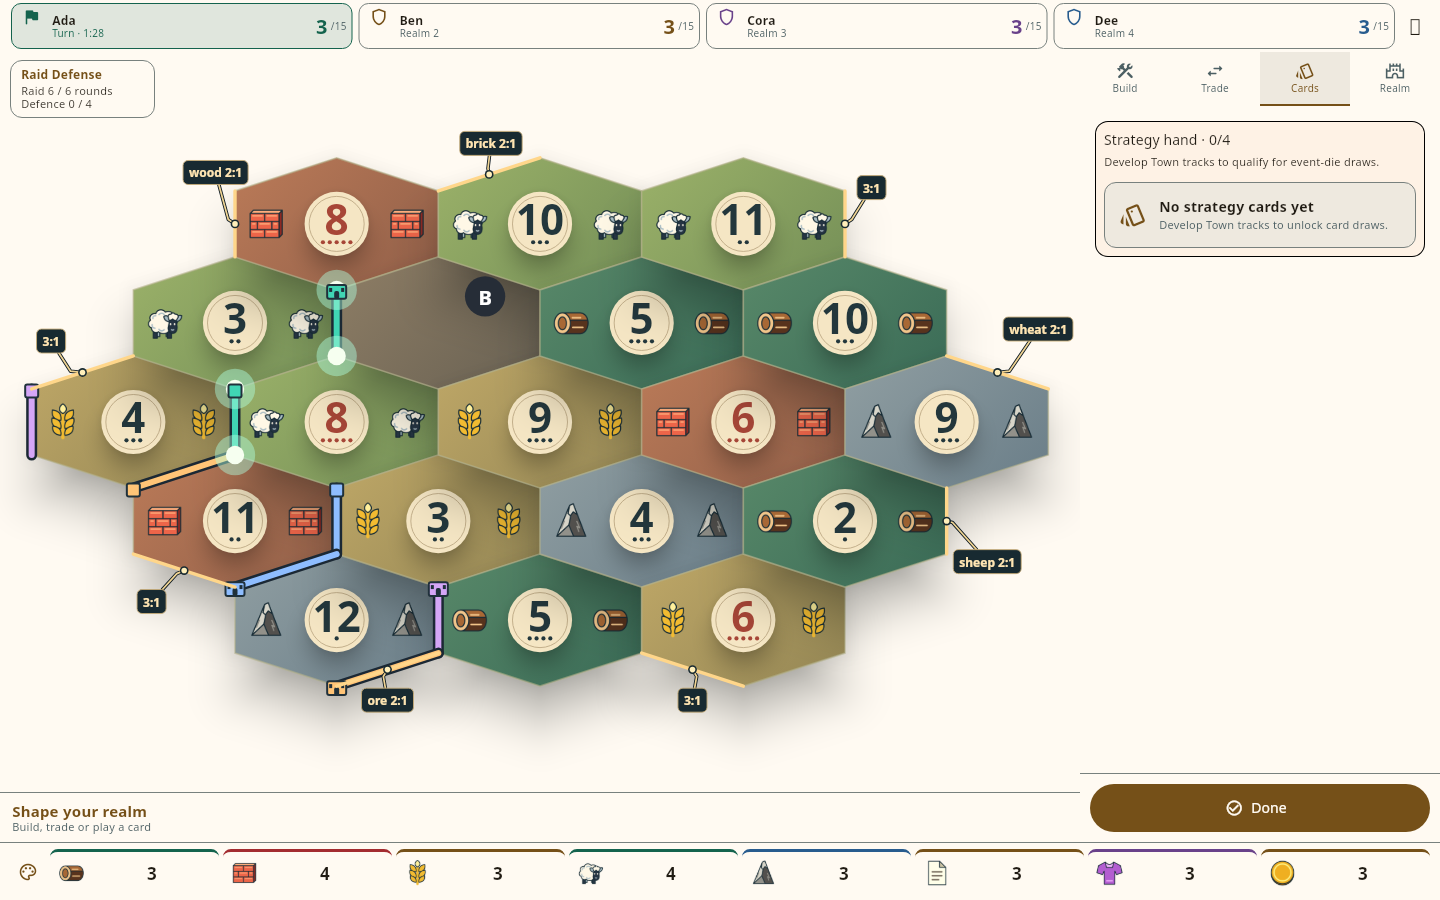 Ada
Turn · 1:28
3 /15
Ben
Realm 2
3 /15
Cora
Realm 3
3 /15
Dee
Realm 4
3 /15
Raid Defense
Raid 6 / 6 rounds
Defence 0 / 4
Build
Trade
Cards
Realm
Strategy hand · 0/4
Develop Town tracks to qualify for event-die draws.
No strategy cards yet
Develop Town tracks to unlock card draws.
brick 2:1
wood 2:1
3:1
8
10
11
3
B
5
10
3:1
wheat 2:1
4
8
9
6
9
11
3
4
2
sheep 2:1
3:1
12
5
6
ore 2:1
3:1
Shape your realm
Build, trade or play a card
Done
3
4
3
4
3
3
3
3